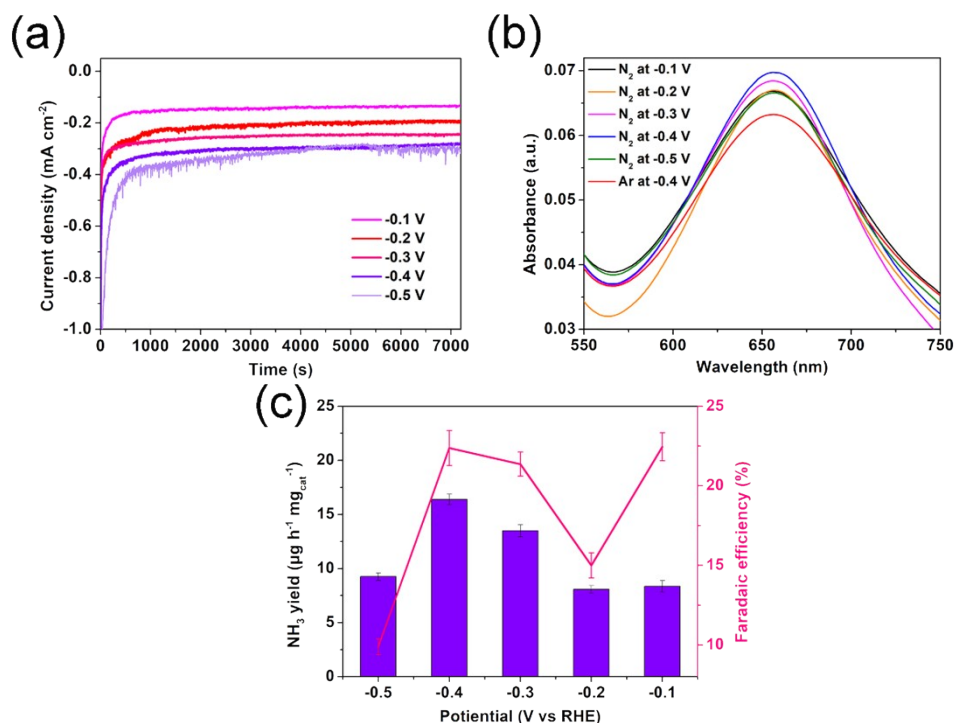 (a)
0.0
-0.2
-0.4
-0.6
-0.8
-1.0
Current density (mA cm⁻²)
-0.1 V
-0.2 V
-0.3 V
-0.4 V
-0.5 V
0 1000 2000 3000 4000 5000 6000 7000
Time (s)
(b)
0.07
0.06
0.05
0.04
0.03
Absorbance (a.u.)
N₂ at -0.1 V
N₂ at -0.2 V
N₂ at -0.3 V
N₂ at -0.4 V
N₂ at -0.5 V
Ar at -0.4 V
550 600 650 700 750
Wavelength (nm)
(c)
25
20
15
10
5
0
NH₃ yield (µg h⁻¹ mg_cat⁻¹)
25
20
15
10
Faradaic efficiency (%)
-0.5 -0.4 -0.3 -0.2 -0.1
Potiential (V vs RHE)